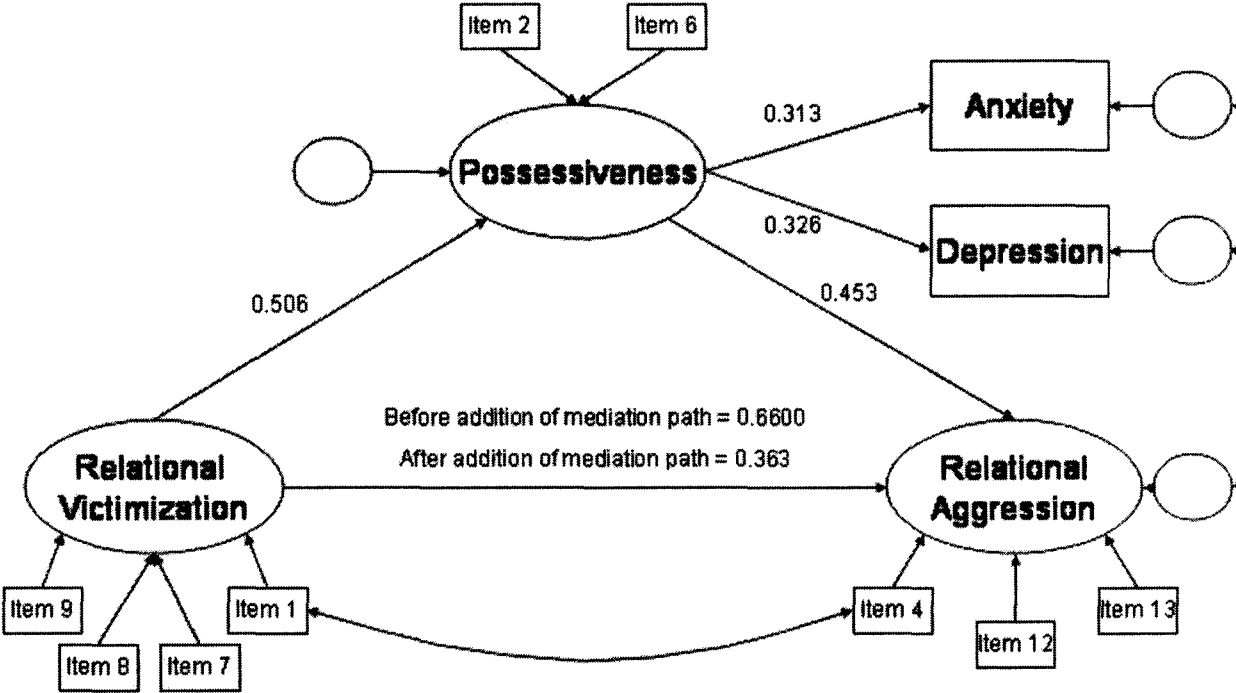 Item 2
Item 6
Anxiety
0.313
Possessiveness
0.326
Depression
0.506
0.453
Before addition of mediation path = 0.6600
After addition of mediation path = 0.363
Relational
Victimization
Relational
Aggression
Item 9
Item 1
Item 8
Item 7
Item 4
Item 12
Item 13